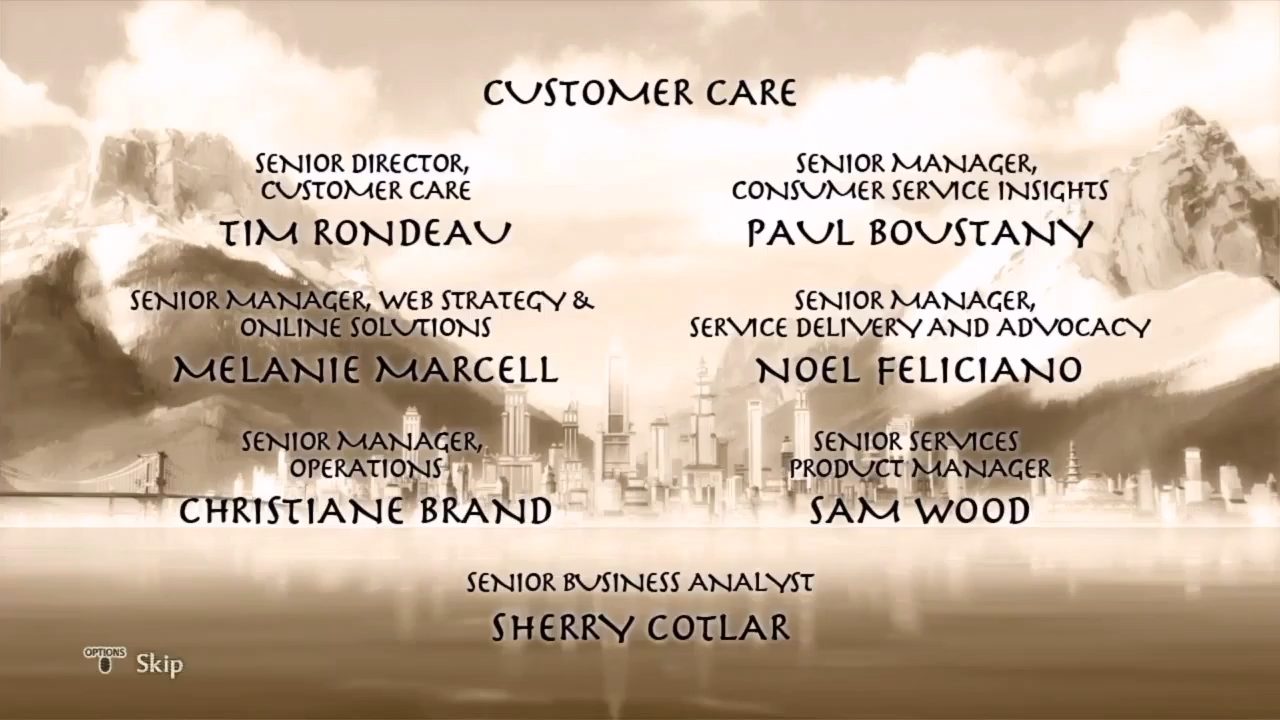 CUSTOMER CARE
SENIOR DIRECTOR,
CUSTOMER CARE
TIM RONDEAU
SENIOR MANAGER,
CONSUMER SERVICE INSIGHTS
PAUL BOUSTANY
SENIOR MANAGER, WEB STRATEGY &
ONLINE SOLUTIONS
MELANIE MARCELL
SENIOR MANAGER,
SERVICE DELIVERY AND ADVOCACY
NOEL FELICIANO
SENIOR MANAGER,
OPERATIONS
CHRISTIANE BRAND
SENIOR SERVICES
PRODUCT MANAGER
SAM WOOD
SENIOR BUSINESS ANALYST
SHERRY COTLAR
OPTIONS
Skip